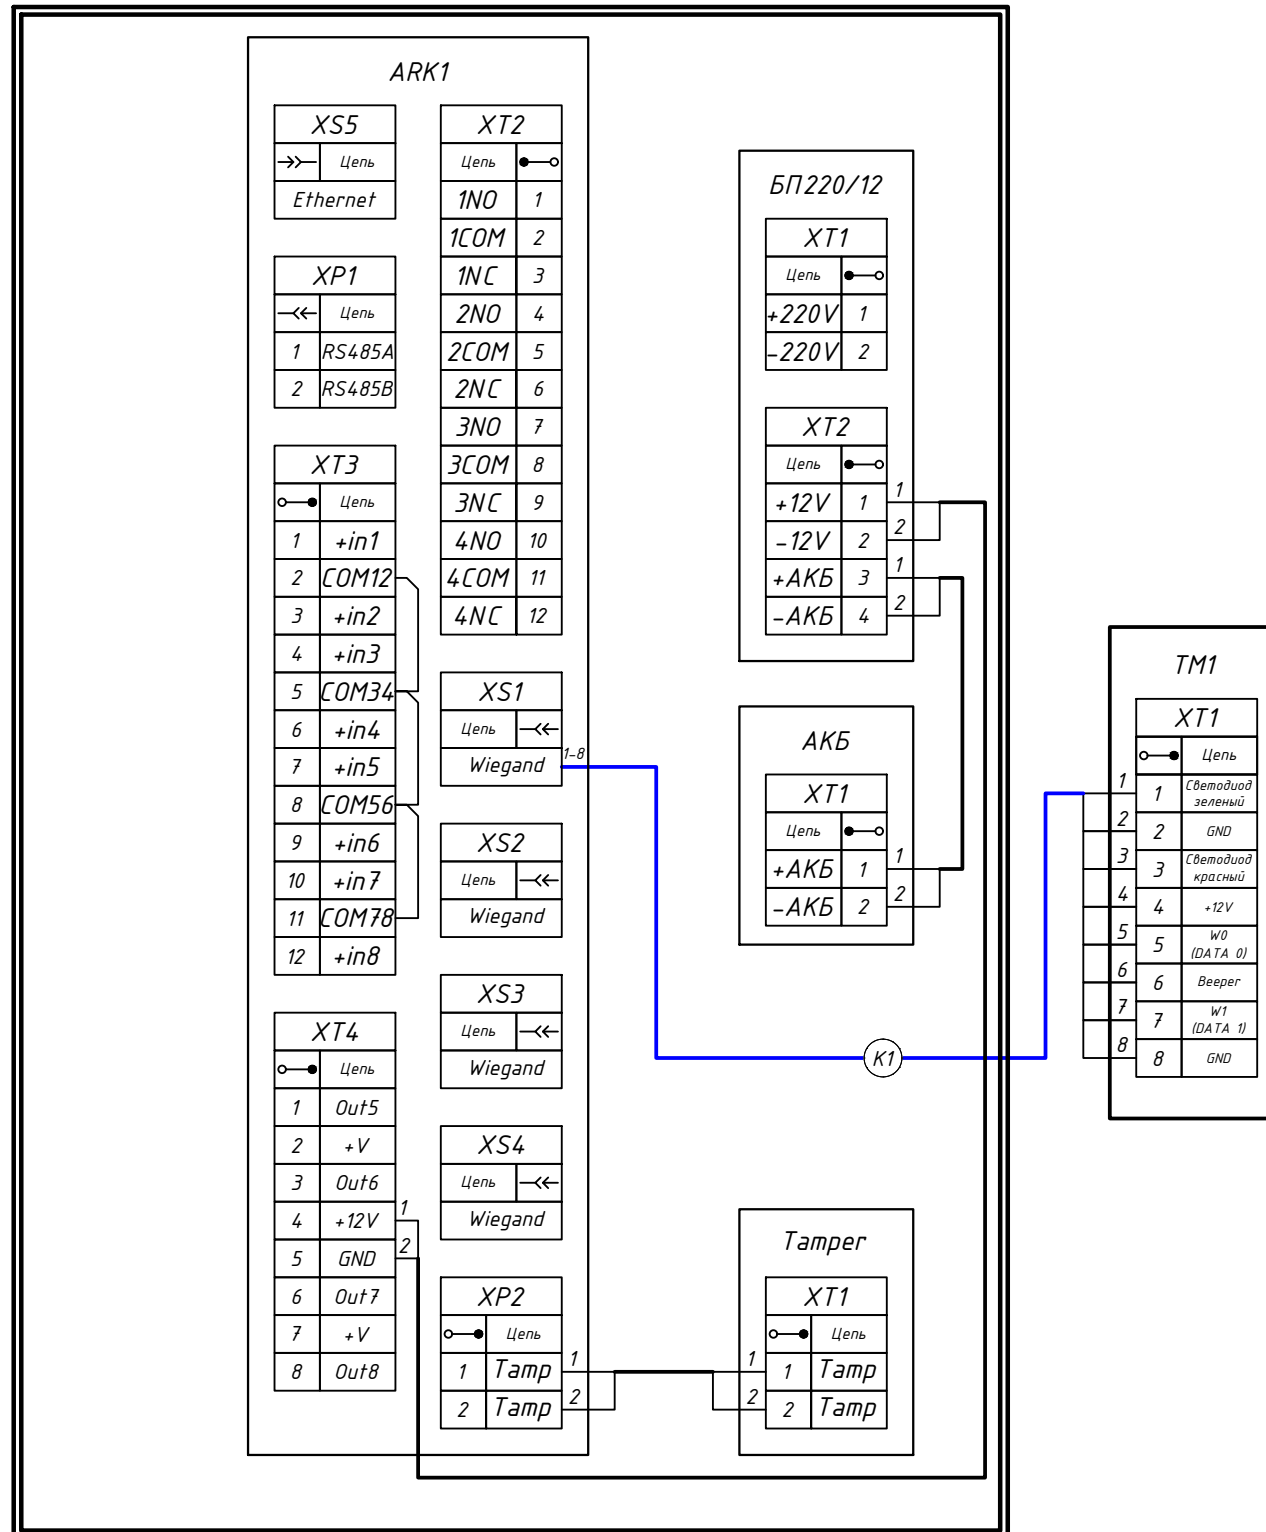 ARK1
XS5
Цепь
Ethernet
XP1
Цепь
1 RS485A
2 RS485B
XT3
Цепь
1 +in1
2 COM12
3 +in2
4 +in3
5 COM34
6 +in4
7 +in5
8 COM56
9 +in6
10 +in7
11 COM78
12 +in8
XT4
Цепь
1 Out5
2 +V
3 Out6
4 +12V 1
5 GND 2
6 Out7
7 +V
8 Out8
XT2
Цепь
1NO 1
1COM 2
1NC 3
2NO 4
2COM 5
2NC 6
3NO 7
3COM 8
3NC 9
4NO 10
4COM 11
4NC 12
XS1
Цепь
Wiegand 1-8
XS2
Цепь
Wiegand
XS3
Цепь
Wiegand
XS4
Цепь
Wiegand
XP2
Цепь
1 Tamp 1
2 Tamp 2
БП220/12
XT1
Цепь
+220V 1
-220V 2
XT2
Цепь
+12V 1 1
-12V 2 2
+АКБ 3 1
-АКБ 4 2
АКБ
XT1
Цепь
+АКБ 1 1
-АКБ 2 2
K1
Tamper
XT1
Цепь
1 1 Tamp
2 2 Tamp
TM1
XT1
Цепь
1 1 Светодиод
зеленый
2 2 GND
3 3 Светодиод
красный
4 4 +12V
5 5 W0
(DATA 0)
6 6 Beeper
7 7 W1
(DATA 1)
8 8 GND